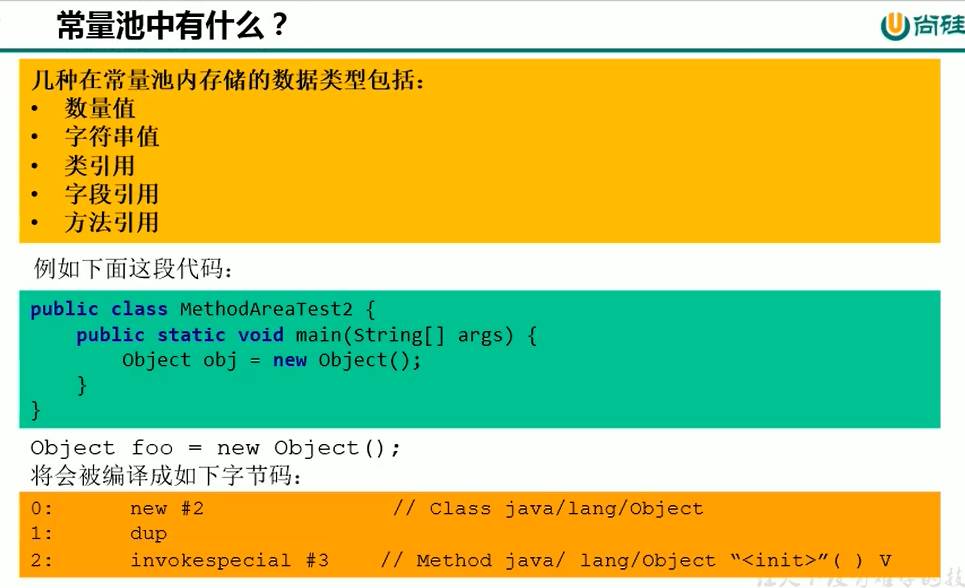 常量池中有什么？
尚硅
几种在常量池内存储的数据类型包括：
• 数量值
• 字符串值
• 类引用
• 字段引用
• 方法引用
例如下面这段代码：
public class MethodAreaTest2 {
    public static void main(String[] args) {
        Object obj = new Object();
    }
}
Object foo = new Object();
将会被编译成如下字节码：
0: new #2 // Class java/lang/Object
1: dup
2: invokespecial #3 // Method java/ lang/Object “<init>”( ) V